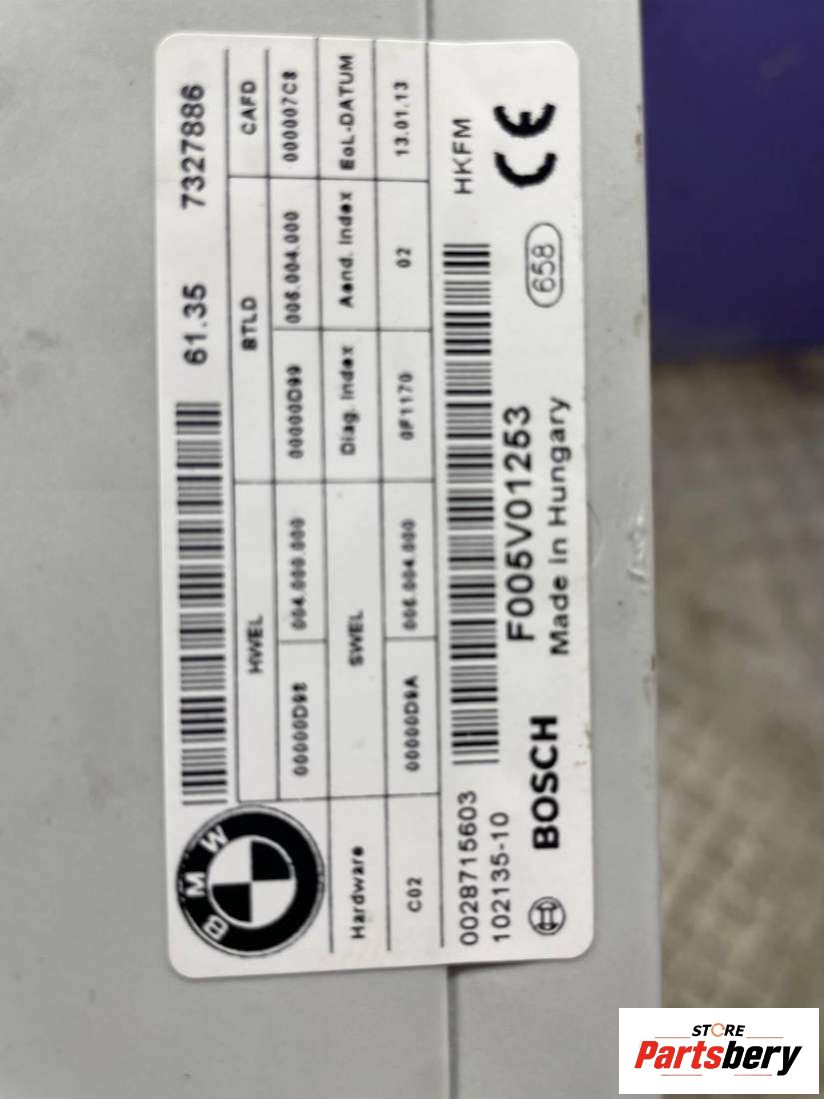 BMW
61.35 7327886
HWEL BTLD CAFD
00000D98 004.000.000 00000D99 006.004.000 000007C8
Hardware SWEL Diag. Index Aend. Index EoL-DATUM
C02 00000D9A 006.004.000 0F1170 02 13.01.13
0028715603 HKFM
102135-10
BOSCH F005V01253 658 CE
Made In Hungary
STORE
Partsbery